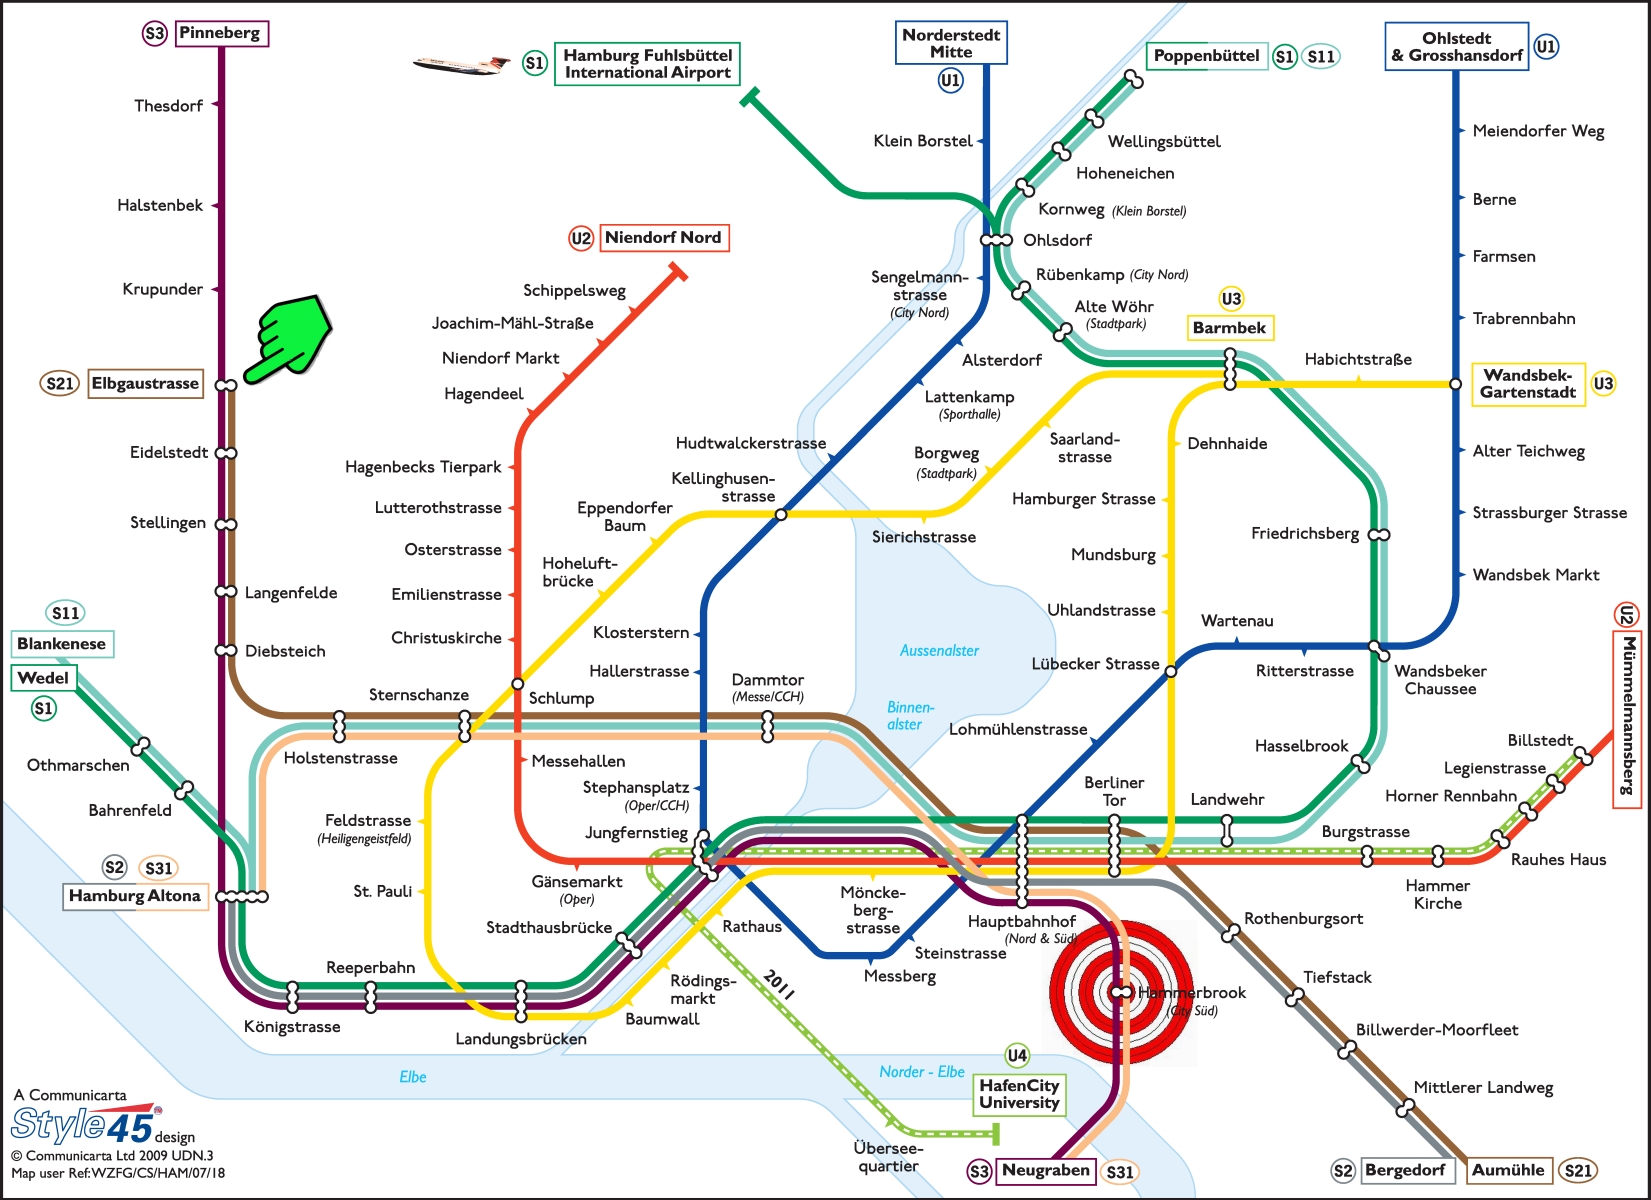 S3 Pinneberg
Thesdorf
Halstenbek
Krupunder
S21 Elbgaustrasse
Eidelstedt
Stellingen
Langenfelde
Diebsteich
S11
Blankenese
Wedel
S1
Othmarschen
Bahrenfeld
S2 S31
Hamburg Altona
S1 Hamburg Fuhlsbüttel
International Airport
U2 Niendorf Nord
Schippelsweg
Joachim-Mähl-Straße
Niendorf Markt
Hagendeel
Hagenbecks Tierpark
Lutterothstrasse
Osterstrasse
Emilienstrasse
Christuskirche
Schlump
Messehallen
Gänsemarkt
(Oper)
Sternschanze
Holstenstrasse
Dammtor
(Messe/CCH)
Feldstrasse
(Heiligengeistfeld)
St. Pauli
Reeperbahn
Königstrasse
Landungsbrücken
Stadthausbrücke
Baumwall
Rödings-
markt
Rathaus
Möncke-
berg-
strasse
Norderstedt
Mitte
U1
Klein Borstel
Ohlsdorf
Sengelmann-
strasse
(City Nord)
Alsterdorf
Lattenkamp
(Sporthalle)
Hudtwalckerstrasse
Kellinghusen-
strasse
Eppendorfer
Baum
Hoheluft-
brücke
Klosterstern
Hallerstrasse
Stephansplatz
(Oper/CCH)
Jungfernstieg
Messberg
Steinstrasse
Hauptbahnhof
(Nord & Süd)
Poppenbüttel S1 S11
Wellingsbüttel
Hoheneichen
Kornweg (Klein Borstel)
Rübenkamp (City Nord)
Alte Wöhr
(Stadtpark)
U3
Barmbek
Habichtstraße
Saarland-
strasse
Borgweg
(Stadtpark)
Sierichstrasse
Dehnhaide
Hamburger Strasse
Mundsburg
Uhlandstrasse
Lübecker Strasse
Lohmühlenstrasse
Berliner
Tor
Landwehr
Hasselbrook
Friedrichsberg
Wartenau
Ritterstrasse
Wandsbeker
Chaussee
Ohlstedt
& Grosshansdorf U1
Meiendorfer Weg
Berne
Farmsen
Trabrennbahn
Wandsbek-
Gartenstadt U3
Alter Teichweg
Strassburger Strasse
Wandsbek Markt
U2
Mümmelmannsberg
Billstedt
Legienstrasse
Horner Rennbahn
Rauhes Haus
Burgstrasse
Hammer
Kirche
Rothenburgsort
Tiefstack
Billwerder-Moorfleet
Mittlerer Landweg
Hammerbrook
(City Süd)
Aussenalster
Binnen-
alster
Elbe
Norder - Elbe
2011
U4
HafenCity
University
Übersee-
quartier
S3 Neugraben S31
S2 Bergedorf
Aumühle S21
A Communicarta
Style45 design
© Communicarta Ltd 2009 UDN.3
Map user Ref:WZFG/CS/HAM/07/18